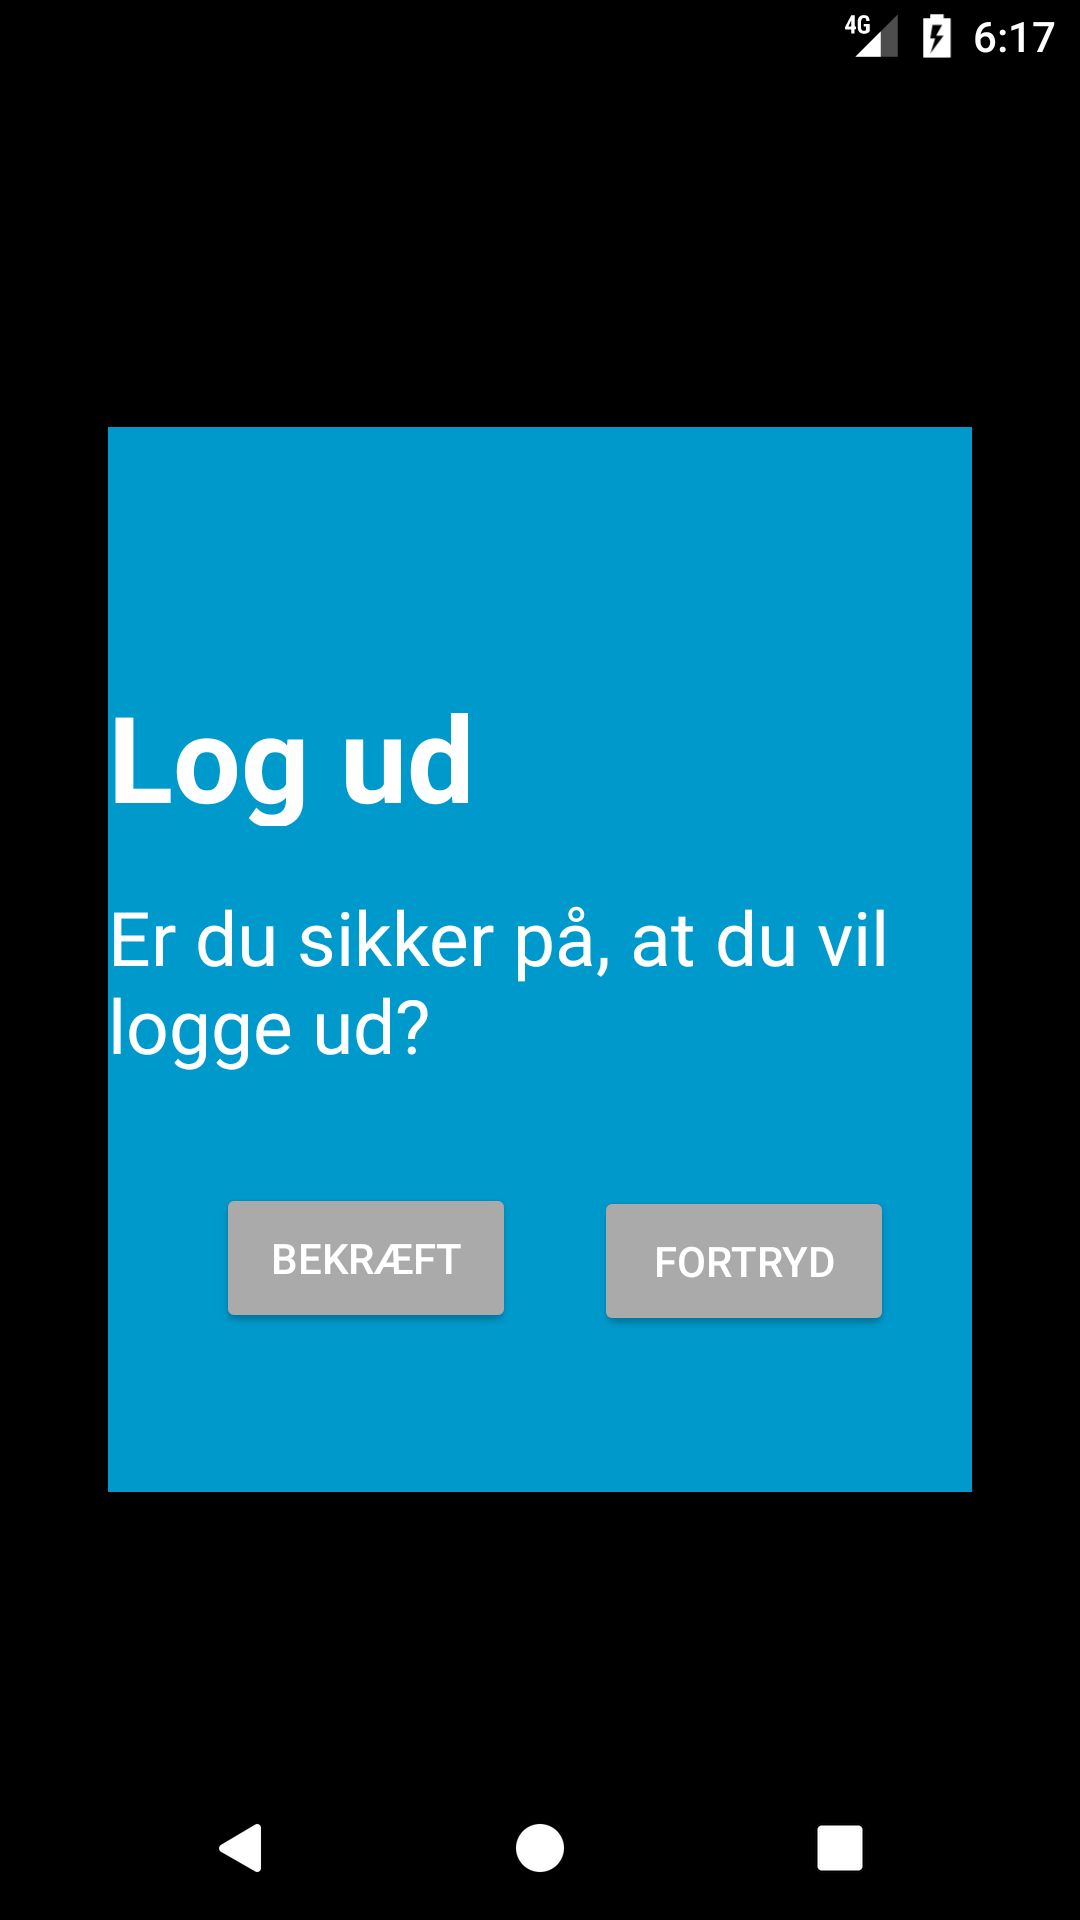 4G 6:17
Log ud
Er du sikker på, at du vil
logge ud?
BEKRÆFT FORTRYD